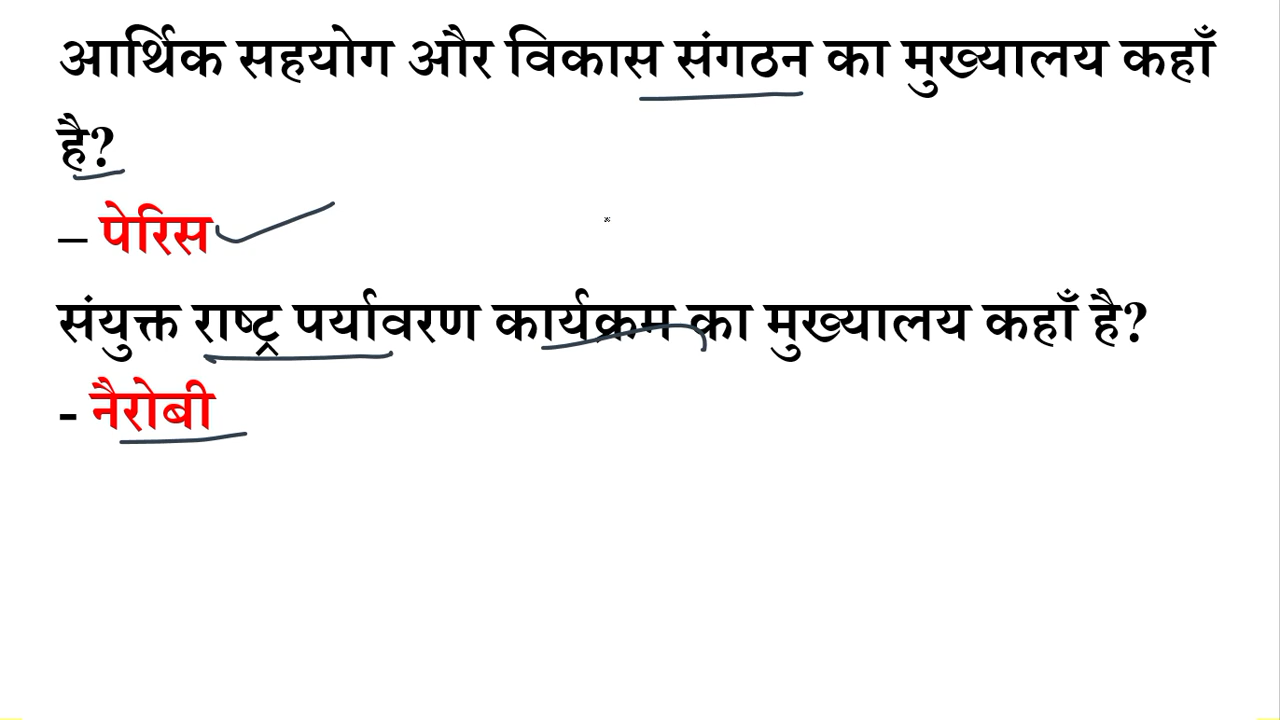 आर्थिक सहयोग और विकास संगठन का मुख्यालय कहाँ
है?
– पेरिस
संयुक्त राष्ट्र पर्यावरण कार्यक्रम का मुख्यालय कहाँ है?
- नैरोबी